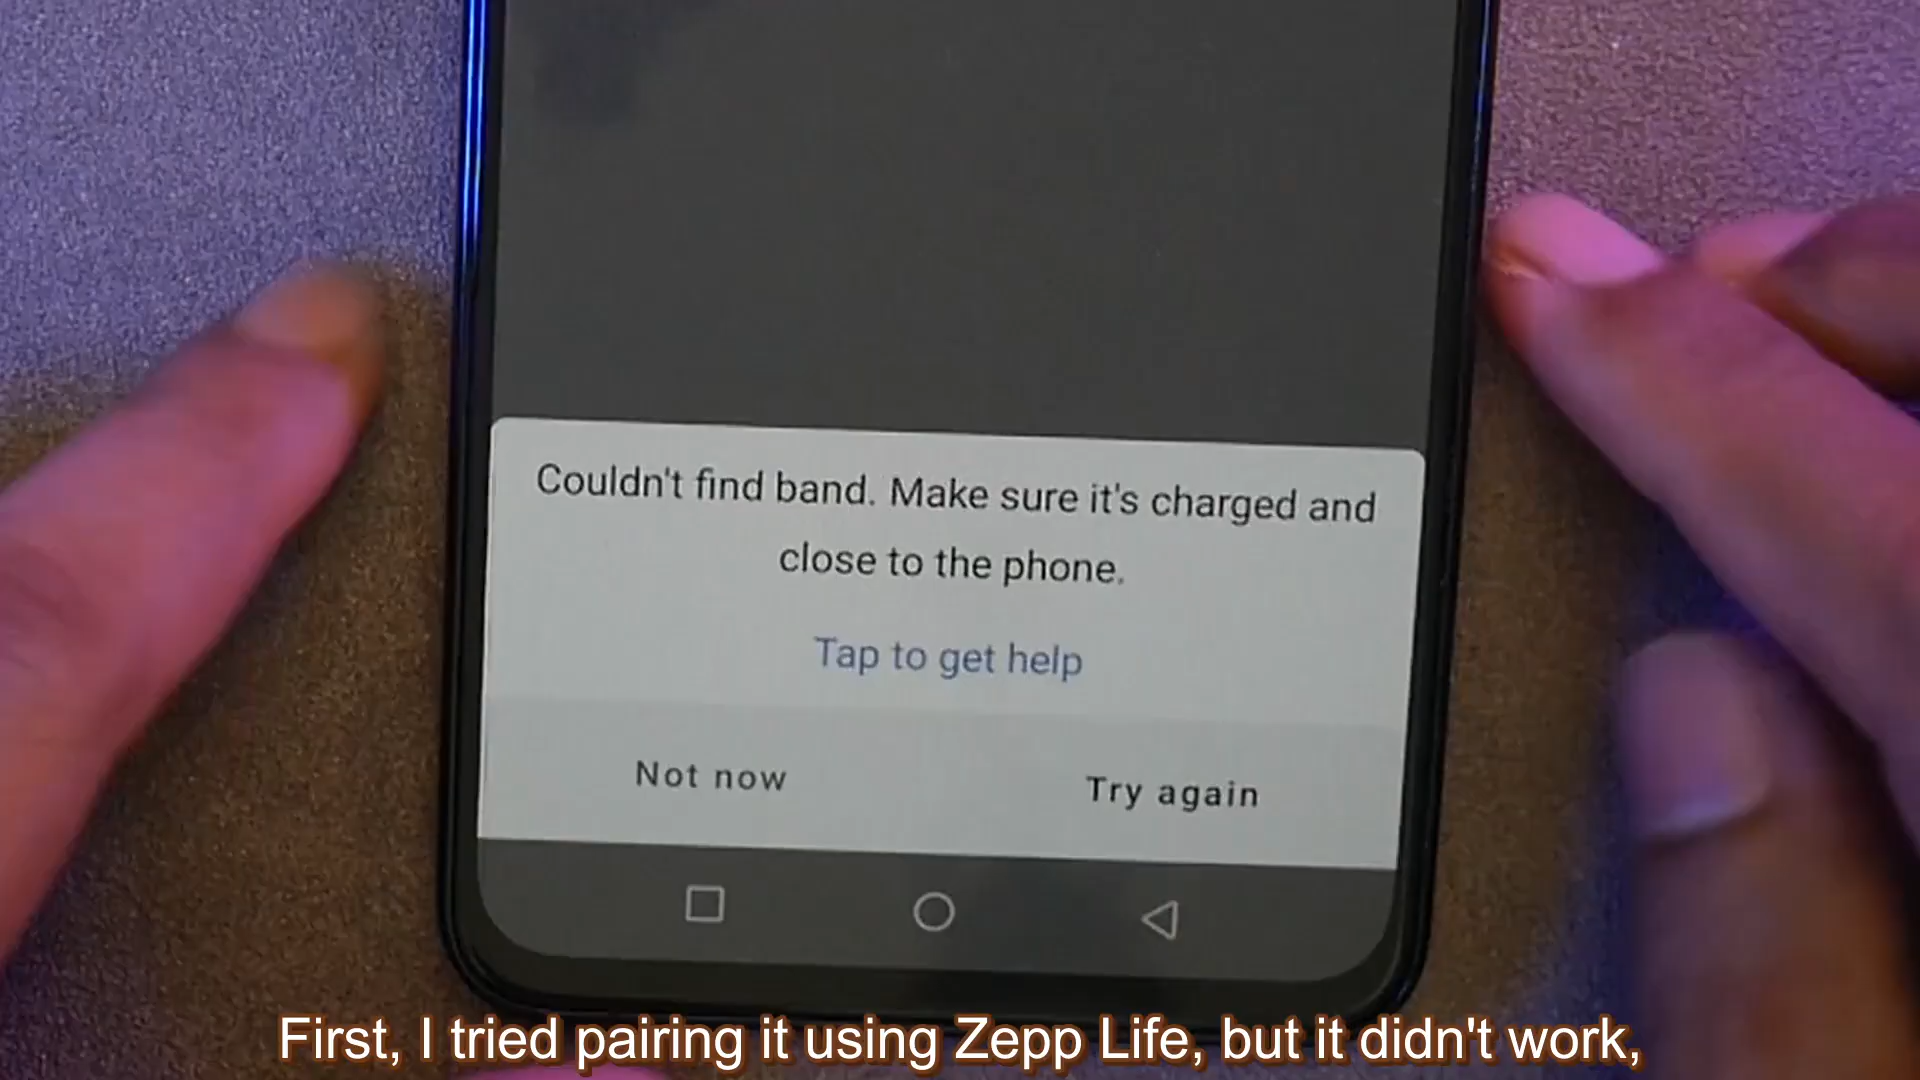 Couldn't find band. Make sure it's charged and
close to the phone.
Tap to get help
Not now Try again
First, I tried pairing it using Zepp Life, but it didn't work,